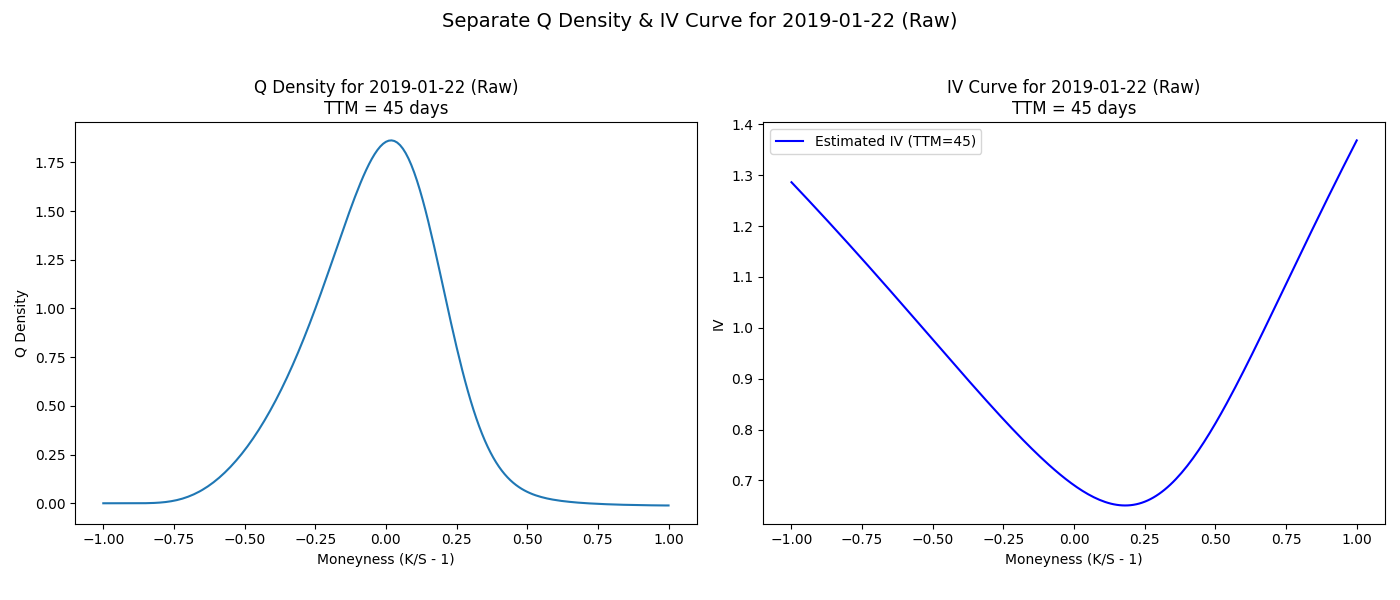 Separate Q Density & IV Curve for 2019-01-22 (Raw)
Q Density for 2019-01-22 (Raw)
TTM = 45 days
Q Density
1.75
1.50
1.25
1.00
0.75
0.50
0.25
0.00
−1.00 −0.75 −0.50 −0.25 0.00 0.25 0.50 0.75 1.00
Moneyness (K/S - 1)
IV Curve for 2019-01-22 (Raw)
TTM = 45 days
Estimated IV (TTM=45)
IV
1.4
1.3
1.2
1.1
1.0
0.9
0.8
0.7
−1.00 −0.75 −0.50 −0.25 0.00 0.25 0.50 0.75 1.00
Moneyness (K/S - 1)